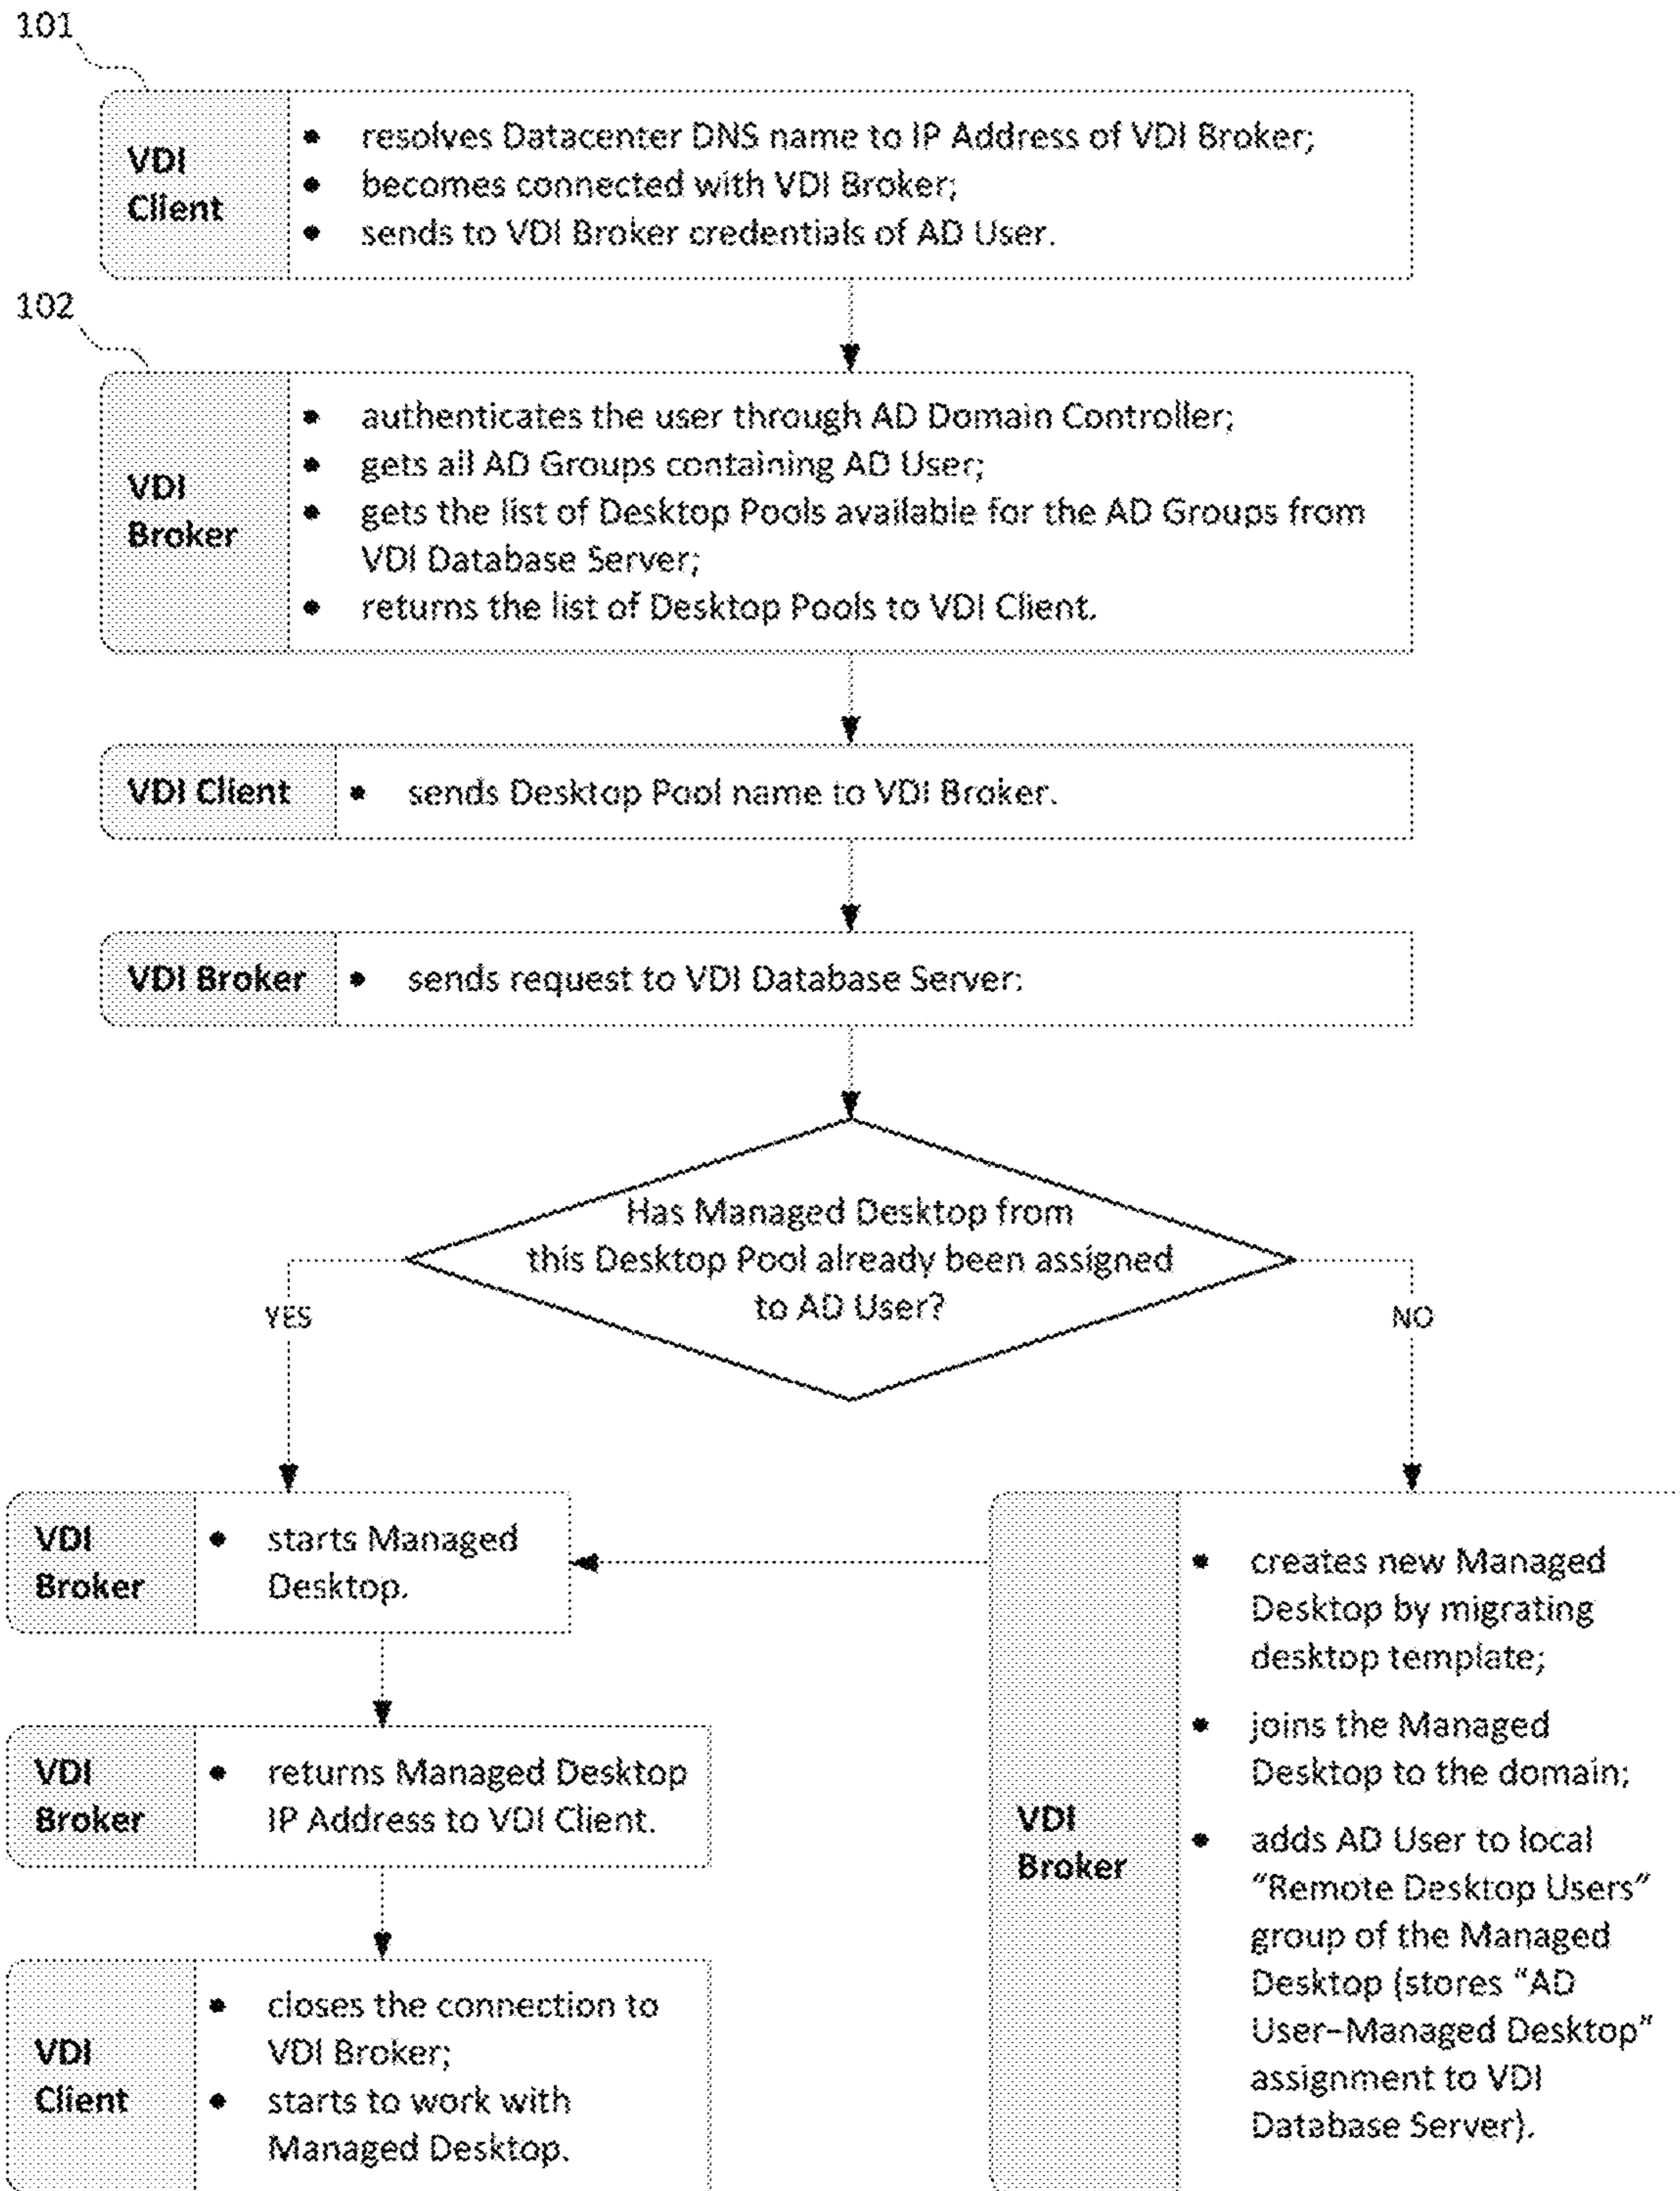 101
VDI
Client
• resolves Datacenter DNS name to IP Address of VDI Broker;
• becomes connected with VDI Broker;
• sends to VDI Broker credentials of AD User.
102
VDI
Broker
• authenticates the user through AD Domain Controller;
• gets all AD Groups containing AD User;
• gets the list of Desktop Pools available for the AD Groups from
VDI Database Server;
• returns the list of Desktop Pools to VDI Client.
VDI Client
• sends Desktop Pool name to VDI Broker.
VDI Broker
• sends request to VDI Database Server:
Has Managed Desktop from
this Desktop Pool already been assigned
to AD User?
YES
NO
VDI
Broker
• starts Managed
Desktop.
VDI
Broker
• returns Managed Desktop
IP Address to VDI Client.
VDI
Client
• closes the connection to
VDI Broker;
• starts to work with
Managed Desktop.
VDI
Broker
• creates new Managed
Desktop by migrating
desktop template;
• joins the Managed
Desktop to the domain;
• adds AD User to local
“Remote Desktop Users”
group of the Managed
Desktop (stores “AD
User–Managed Desktop”
assignment to VDI
Database Server).